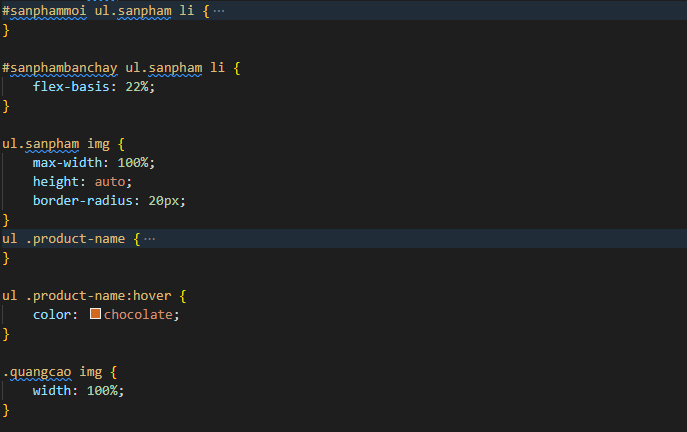 #sanphammoi ul.sanpham li {···
}
#sanphambanchay ul.sanpham li {
flex-basis: 22%;
}
ul.sanpham img {
max-width: 100%;
height: auto;
border-radius: 20px;
}
ul .product-name {···
}
ul .product-name:hover {
color: chocolate;
}
.quangcao img {
width: 100%;
}